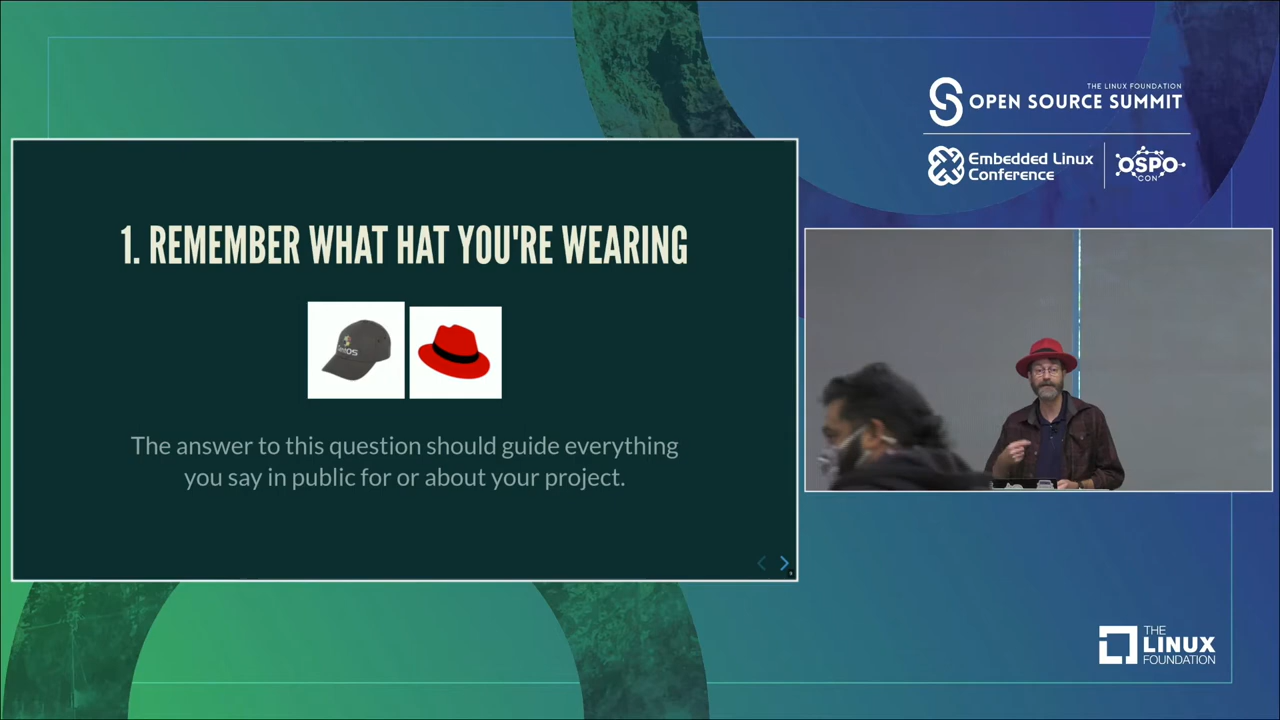 THE LINUX FOUNDATION
OPEN SOURCE SUMMIT
Embedded Linux
Conference
OSPO
CON
1. REMEMBER WHAT HAT YOU'RE WEARING
The answer to this question should guide everything
you say in public for or about your project.
THE
LINUX
FOUNDATION